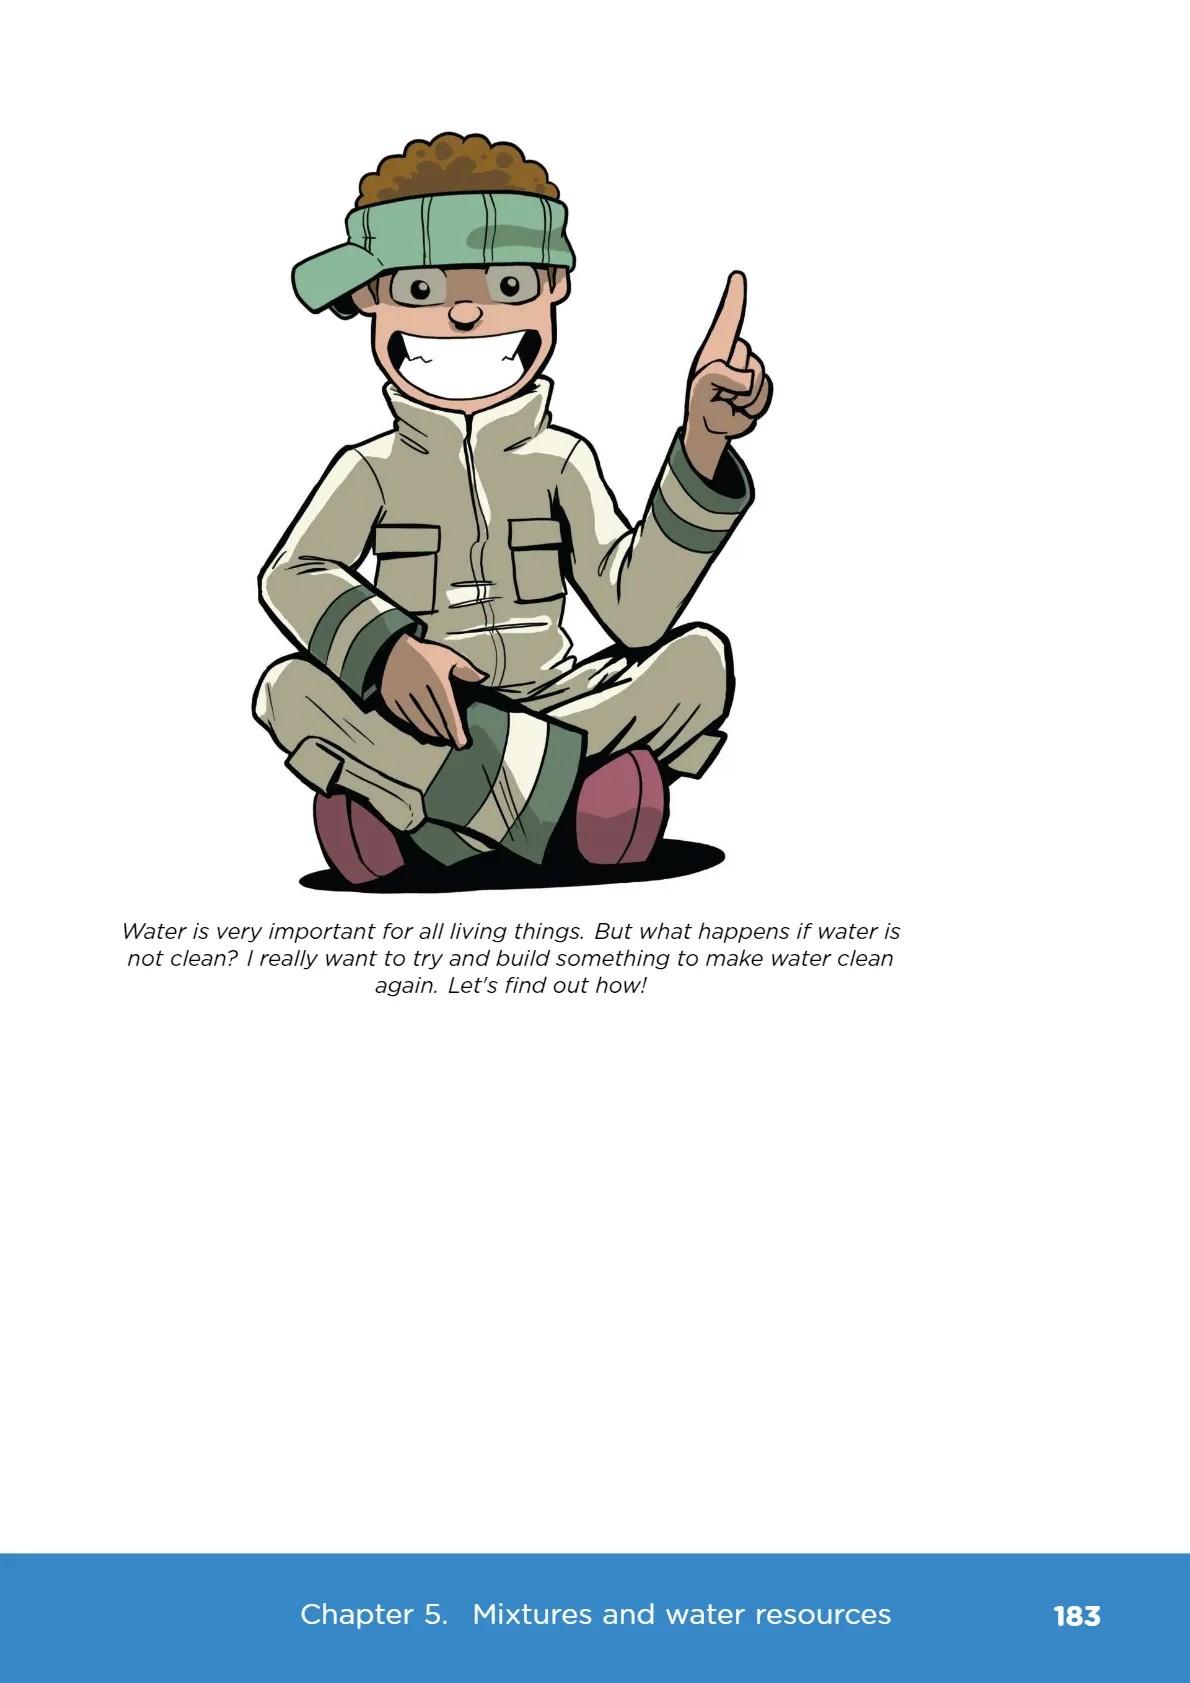 Water is very important for all living things. But what happens if water is
not clean? I really want to try and build something to make water clean
again. Let's find out how!
Chapter 5. Mixtures and water resources
183